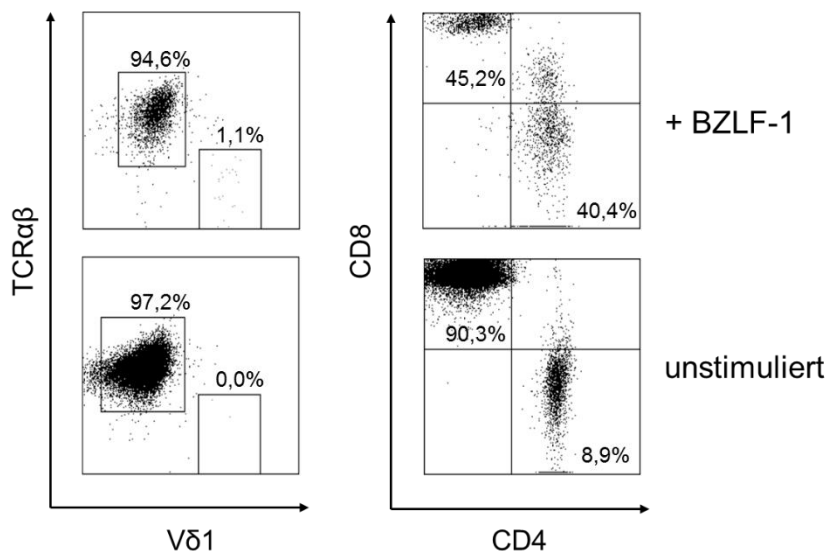 94,6%
1,1%
45,2%
40,4%
+ BZLF-1
97,2%
0,0%
90,3%
8,9%
unstimuliert
TCRαβ
CD8
Vδ1
CD4